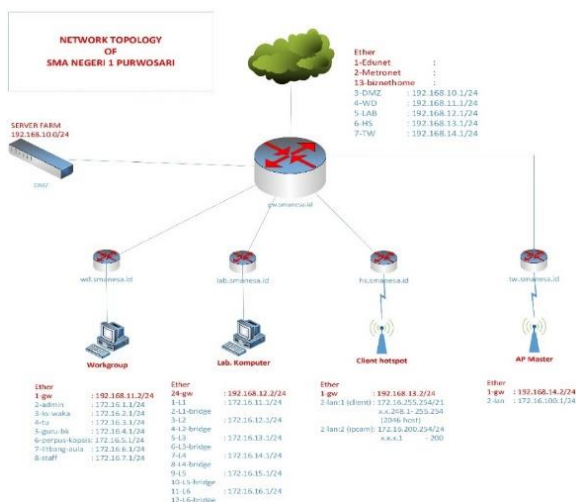 NETWORK TOPOLOGY
OF
SMA NEGERI 1 PURWOSARI
Ether
1-Edunet :
2-Metronet :
13-biznethome :
3-DMZ : 192.168.10.1/24
4-WD : 192.168.11.1/24
5-LAB : 192.168.12.1/24
6-HS : 192.168.13.1/24
7-TW : 192.168.14.1/24
SERVER FARM
192.168.10.0/24
DMZ
gw.smanesa.id
wd.smanesa.id
lab.smanesa.id
hs.smanesa.id
tw.smanesa.id
Workgroup
Lab. Komputer
Client hotspot
AP Master
Ether
1-gw : 192.168.11.2/24
2-admin : 172.16.1.1/24
3-ks-waka : 172.16.2.1/24
4-tu : 172.16.3.1/24
5-guru-bk : 172.16.4.1/24
6-perpus-kopsis: 172.16.5.1/24
7-litbang-aula : 172.16.6.1/24
8-staff : 172.16.7.1/24
Ether
24-gw : 192.168.12.2/24
1-L1 : 172.16.11.1/24
2-L1-bridge
3-L2 : 172.16.12.1/24
4-L2-bridge
5-L3 : 172.16.13.1/24
6-L3-bridge
7-L4 : 172.16.14.1/24
8-L4-bridge
9-L5 : 172.16.15.1/24
10-L5-bridge
11-L6 : 172.16.16.1/24
12-L6-bridge
Ether
1-gw : 192.168.13.2/24
2-lan:1 (client): 172.16.255.254/21
x.x.248.1- 255.254
(2046 host)
2-lan:2 (ipcam): 172.16.200.254/24
x.x.x.1 - 200
Ether
1-gw : 192.168.14.2/24
2-lan : 172.16.100.1/24